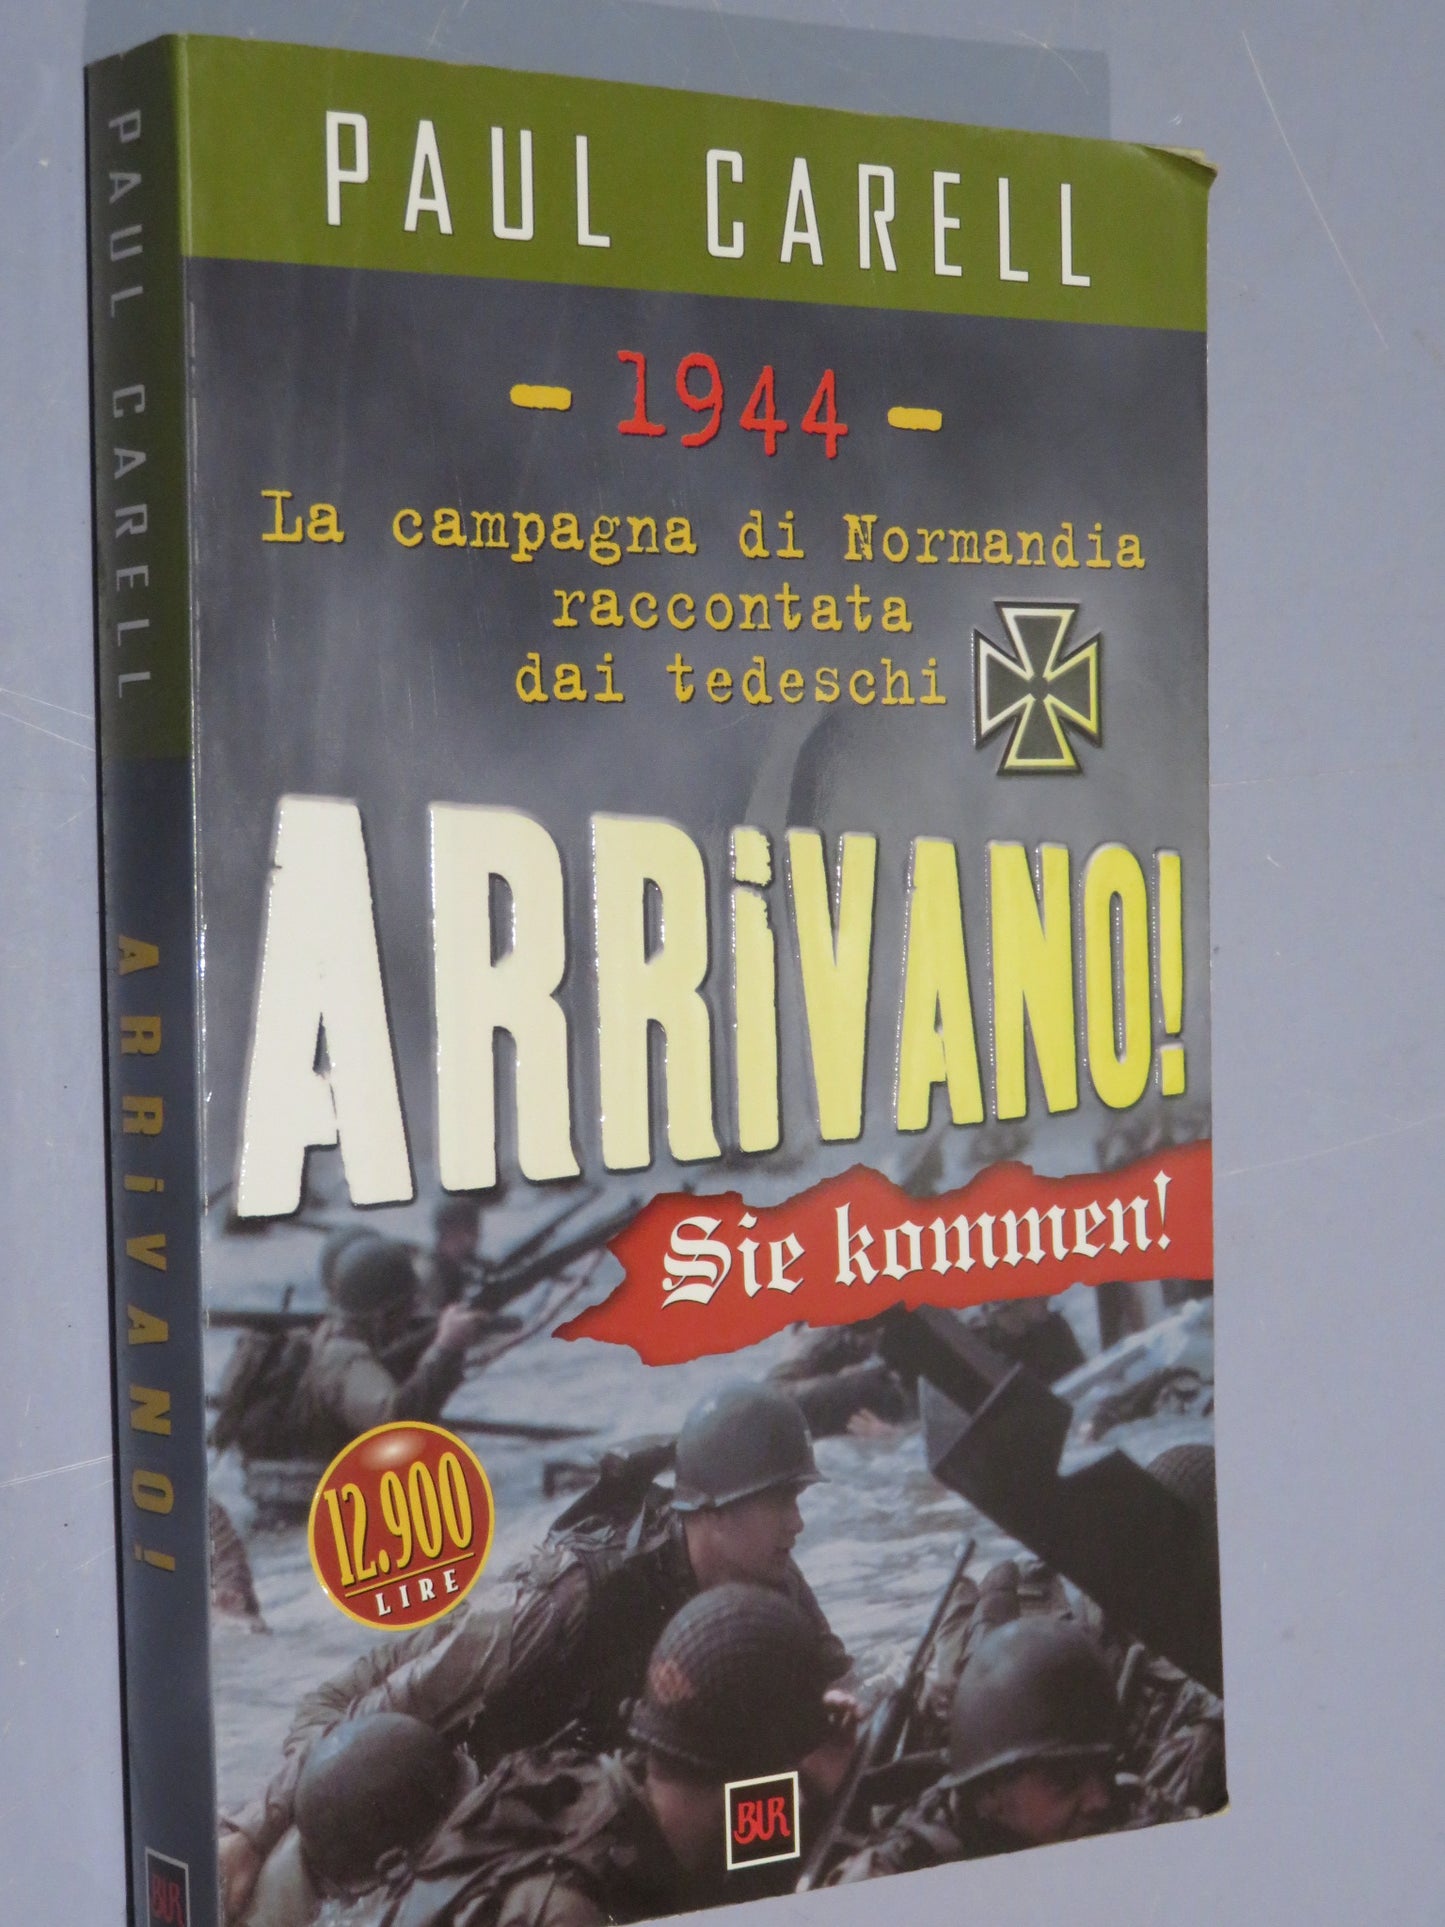 PAUL CARELL
- 1944 -
La campagna di Normandia
raccontata
dai tedeschi
ARRiVANO!
Sie kommen!
12.900
LIRE
BUR
PAUL CARELL
ARRiVANO!
BUR